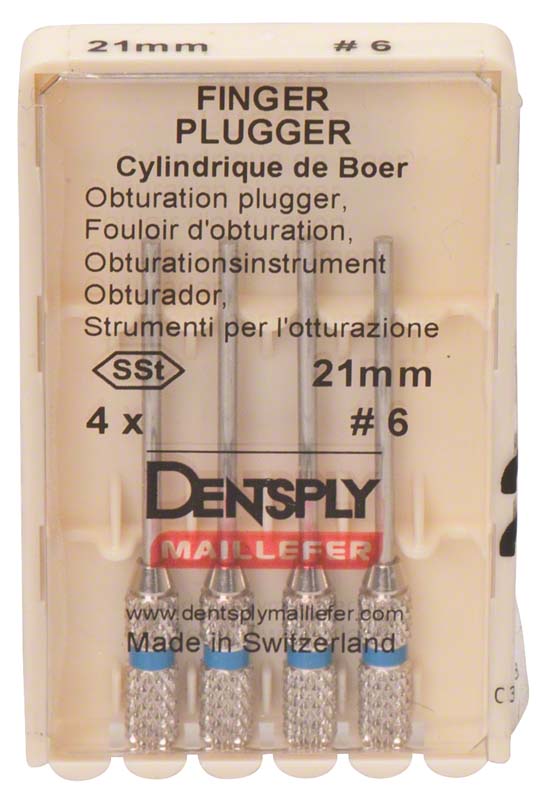 21mm # 6
FINGER
PLUGGER
Cylindrique de Boer
Obturation plugger,
Fouloir d'obturation,
Obturationsinstrument
Obturador,
Strumenti per l'otturazione
SSt 21mm
4 x # 6
DENTSPLY
MAILLEFER
www.dentsplymaillefer.com
Made in Switzerland